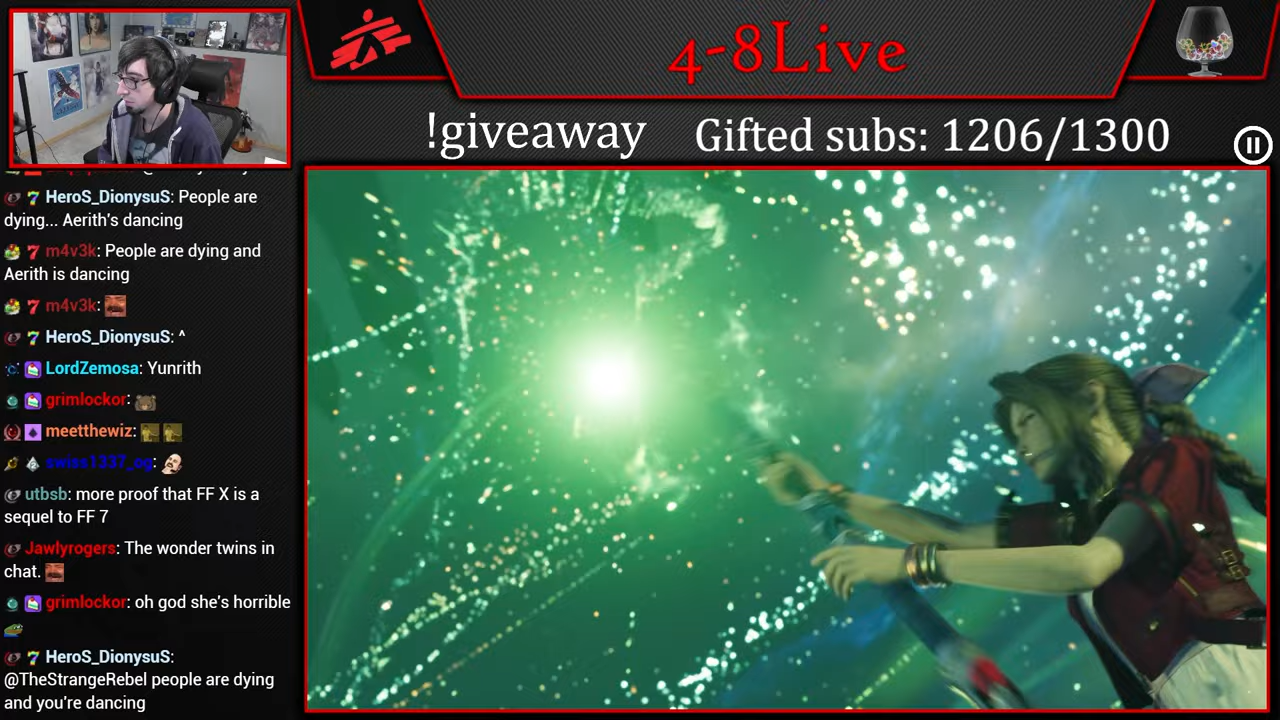 4-8Live
!giveaway Gifted subs: 1206/1300
HeroS_DionysuS: People are
dying... Aerith's dancing
m4v3k: People are dying and
Aerith is dancing
m4v3k:
HeroS_DionysuS: ^
LordZemosa: Yunrith
grimlockor:
meetthewiz:
swiss1337_og:
utbsb: more proof that FF X is a
sequel to FF 7
Jawlyrogers: The wonder twins in
chat.
grimlockor: oh god she's horrible
HeroS_DionysuS:
@TheStrangeRebel people are dying
and you're dancing